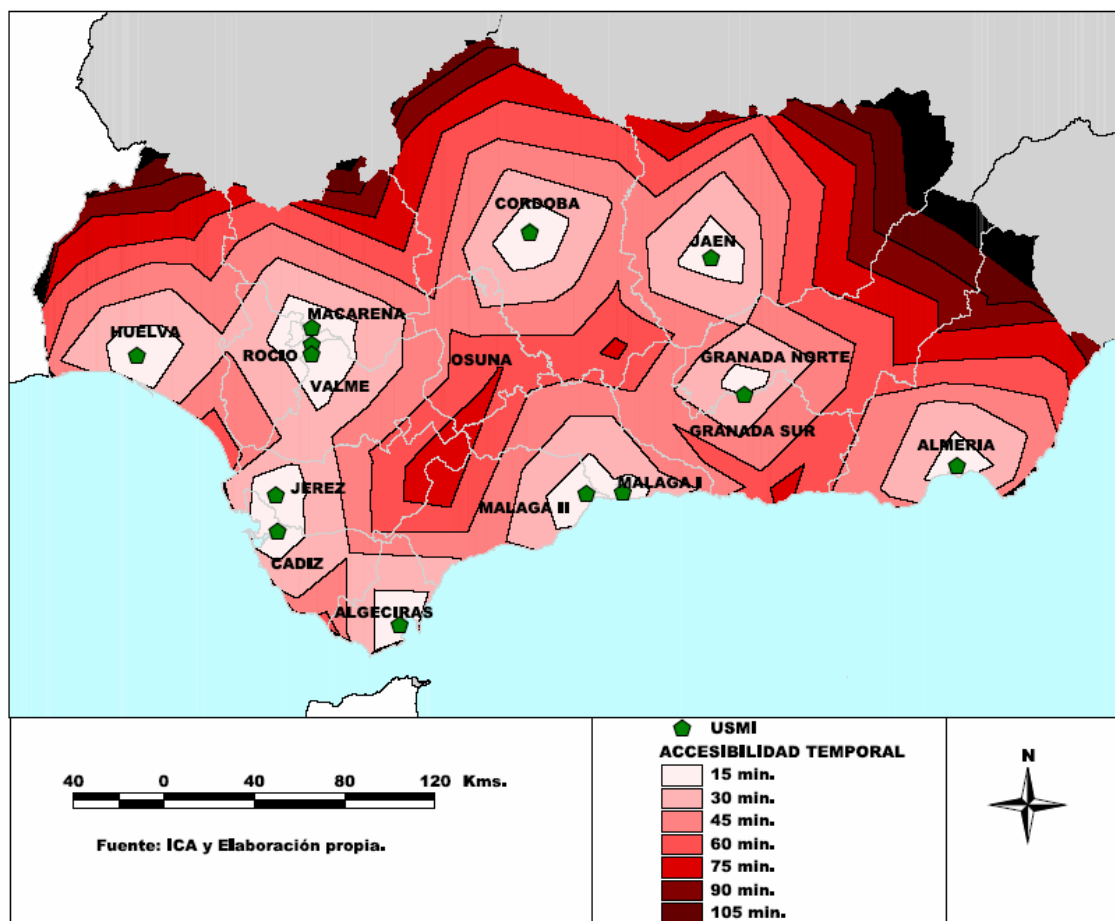 CORDOBA
JAEN
MACARENA
HUELVA
ROCIO
OSUNA
GRANADA NORTE
VALME
GRANADA SUR
ALMERIA
JEREZ
MALAGA I
MALAGA II
CADIZ
ALGECIRAS
USMI
ACCESIBILIDAD TEMPORAL
15 min.
30 min.
45 min.
60 min.
75 min.
90 min.
105 min.
40 0 40 80 120 Kms.
Fuente: ICA y Elaboración propia.
N